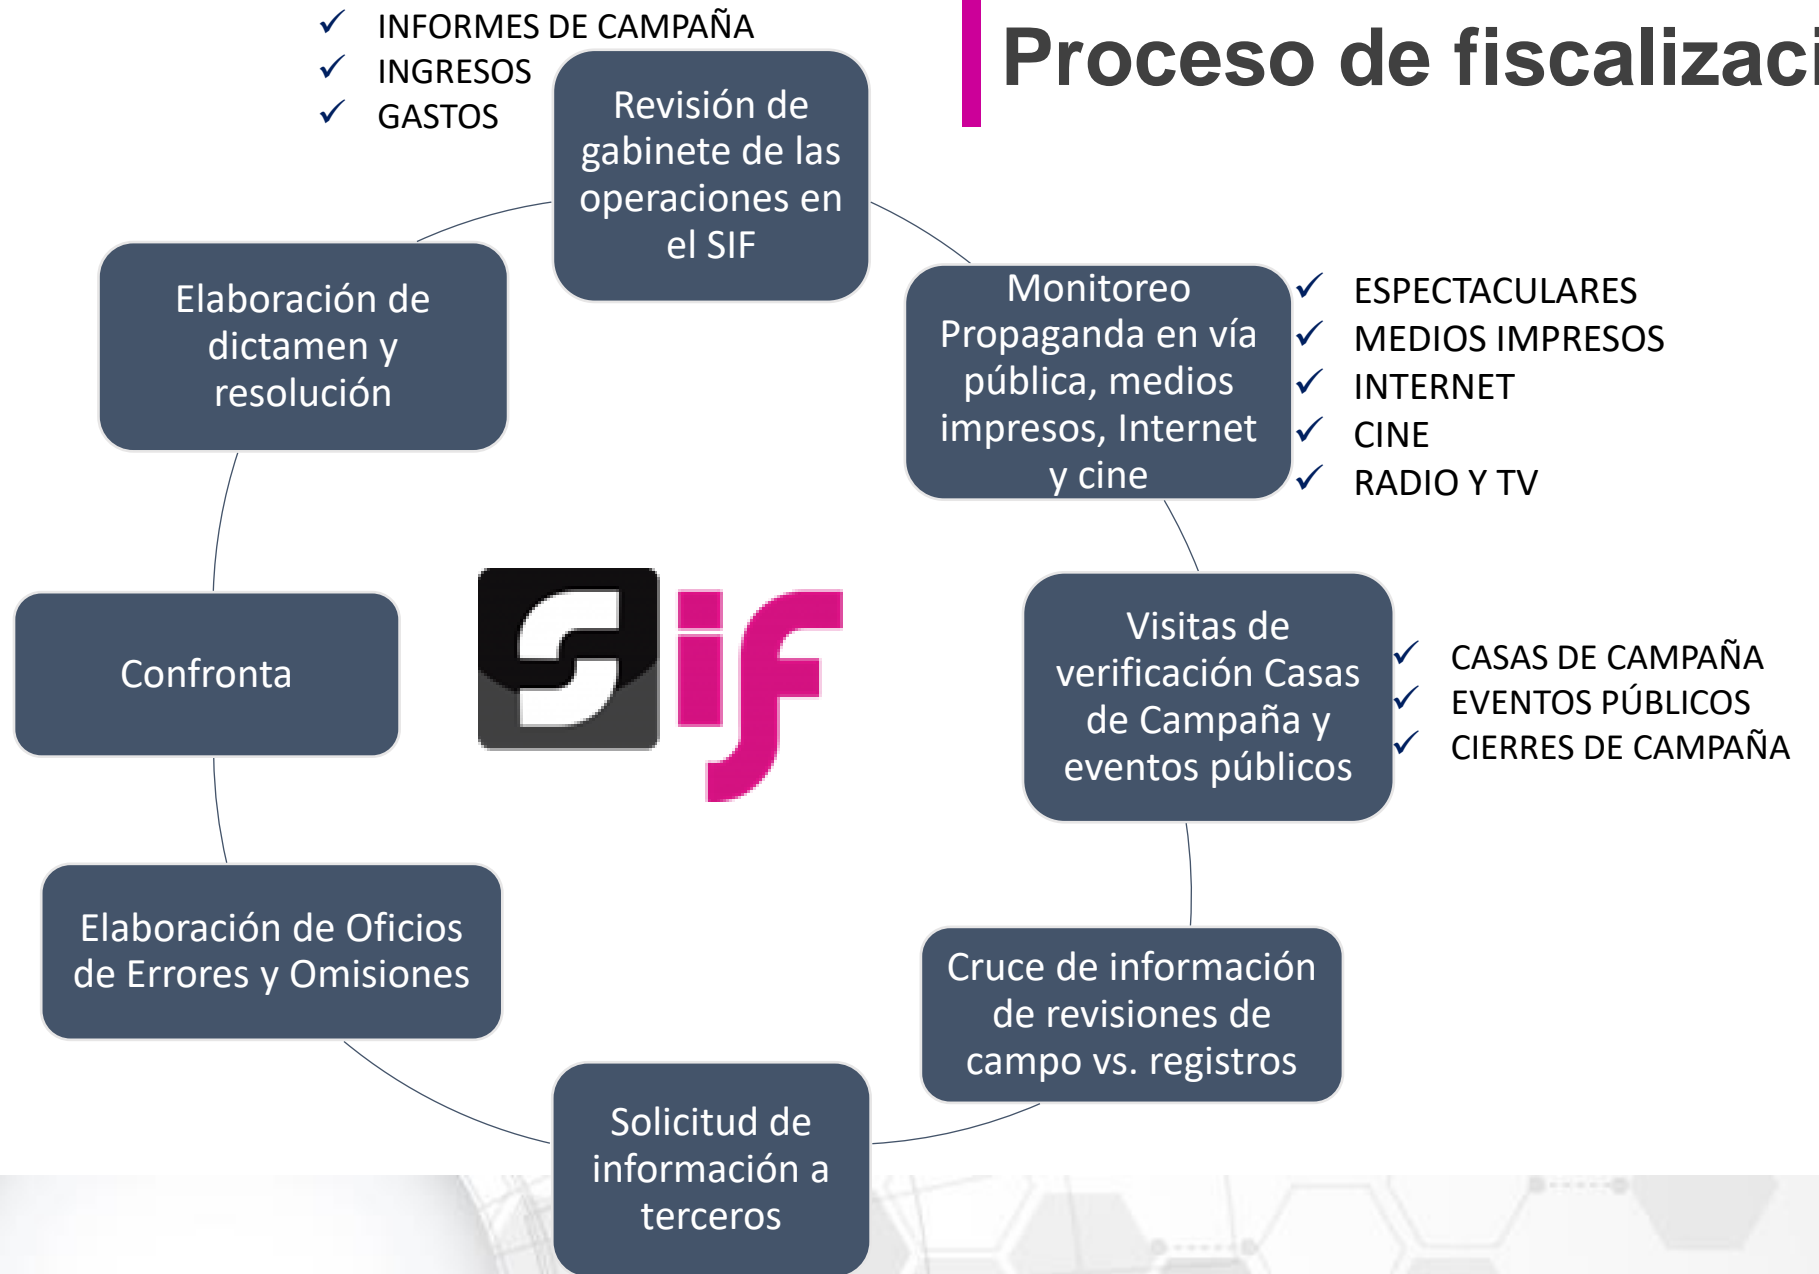 Proceso de fiscalizaci
INFORMES DE CAMPAÑA
INGRESOS
GASTOS
Revisión de
gabinete de las
operaciones en
el SIF
Monitoreo
Propaganda en vía
pública, medios
impresos, Internet
y cine
ESPECTACULARES
MEDIOS IMPRESOS
INTERNET
CINE
RADIO Y TV
Visitas de
verificación Casas
de Campaña y
eventos públicos
CASAS DE CAMPAÑA
EVENTOS PÚBLICOS
CIERRES DE CAMPAÑA
Cruce de información
de revisiones de
campo vs. registros
Solicitud de
información a
terceros
Elaboración de Oficios
de Errores y Omisiones
Confronta
Elaboración de
dictamen y
resolución
Sif